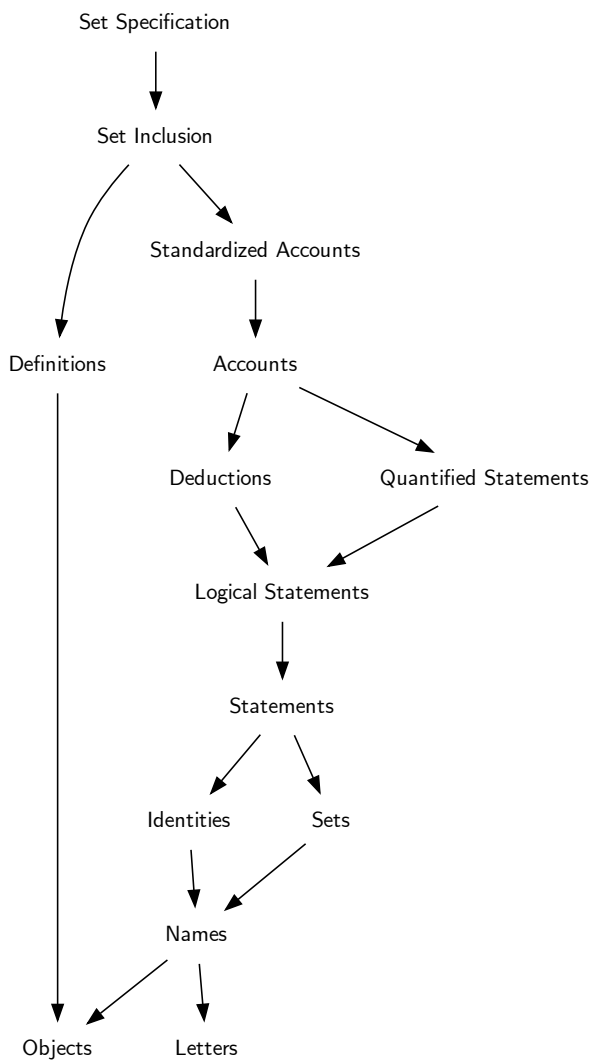 Set Specification
Set Inclusion
Standardized Accounts
Definitions
Accounts
Deductions
Quantified Statements
Logical Statements
Statements
Identities
Sets
Names
Objects
Letters